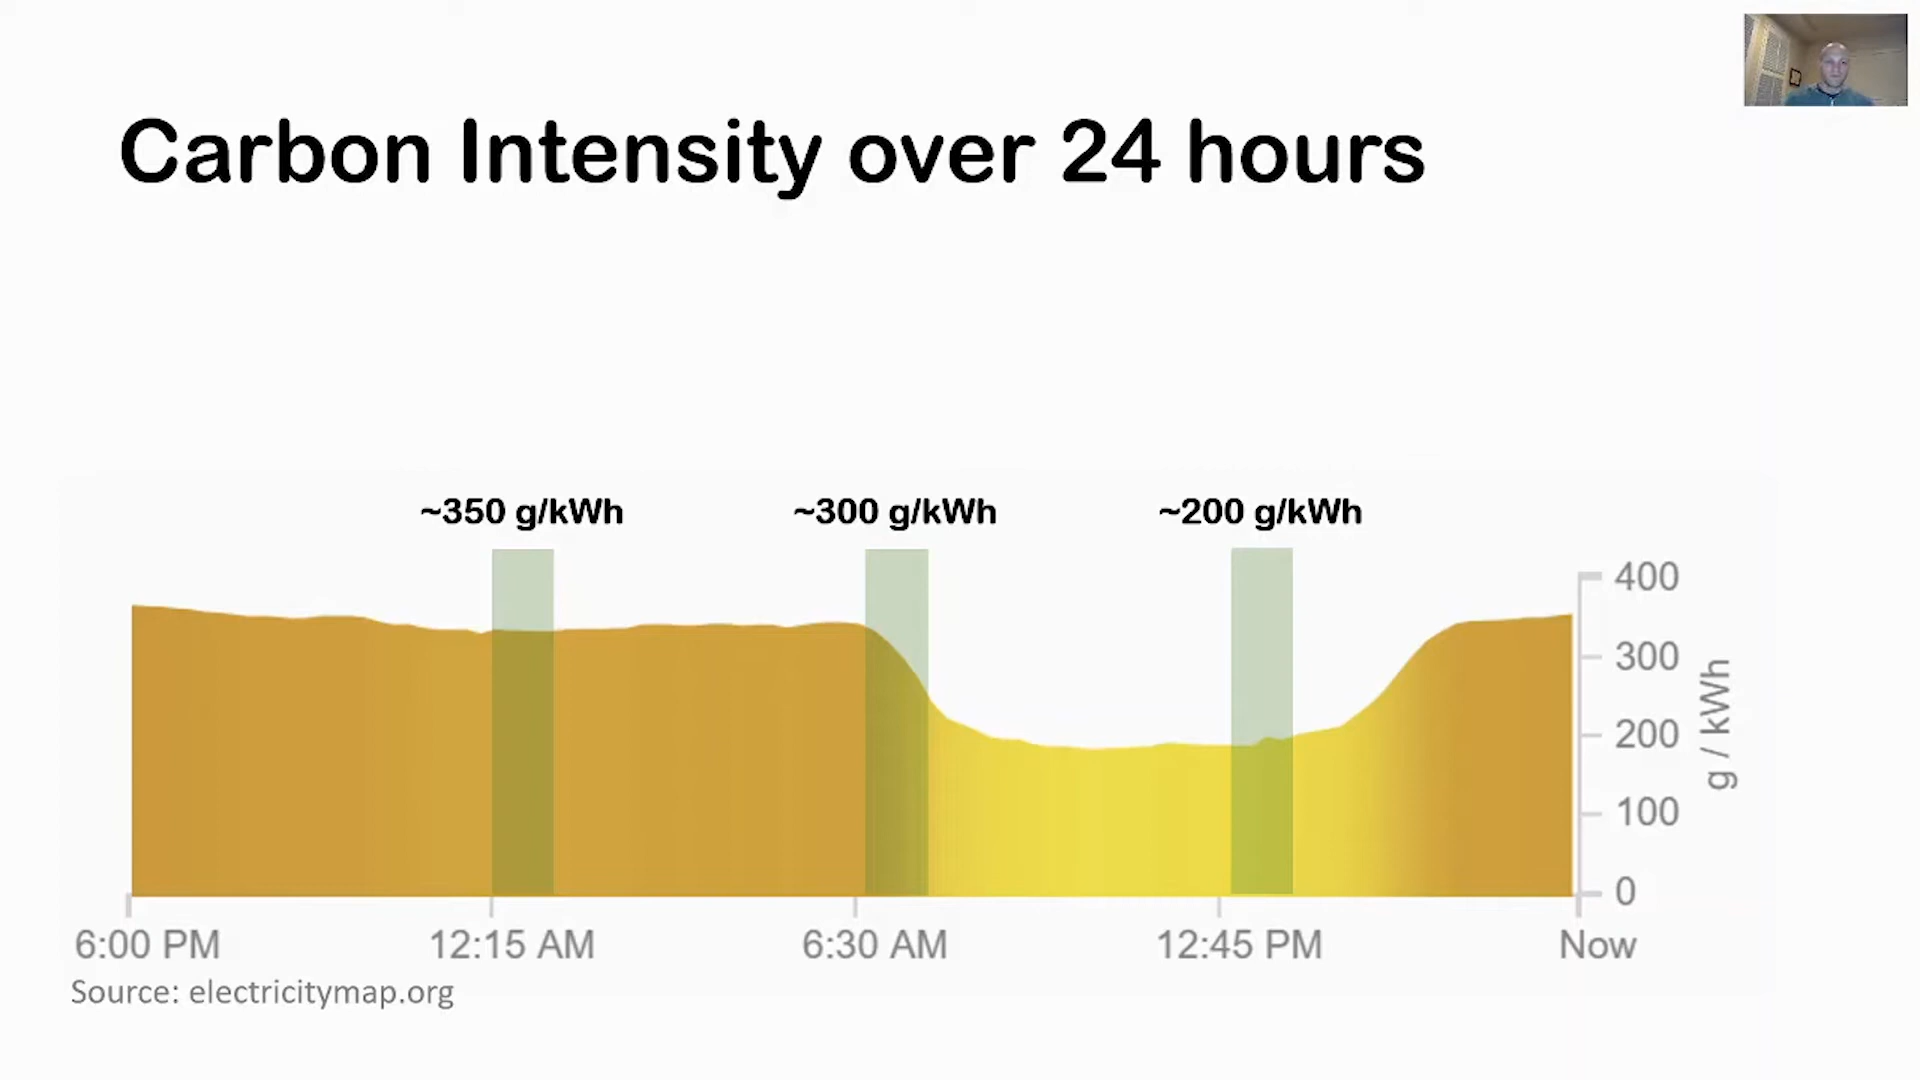 Carbon Intensity over 24 hours
~350 g/kWh ~300 g/kWh ~200 g/kWh
400
300
200
100
0
g / kWh
6:00 PM 12:15 AM 6:30 AM 12:45 PM Now
Source: electricitymap.org